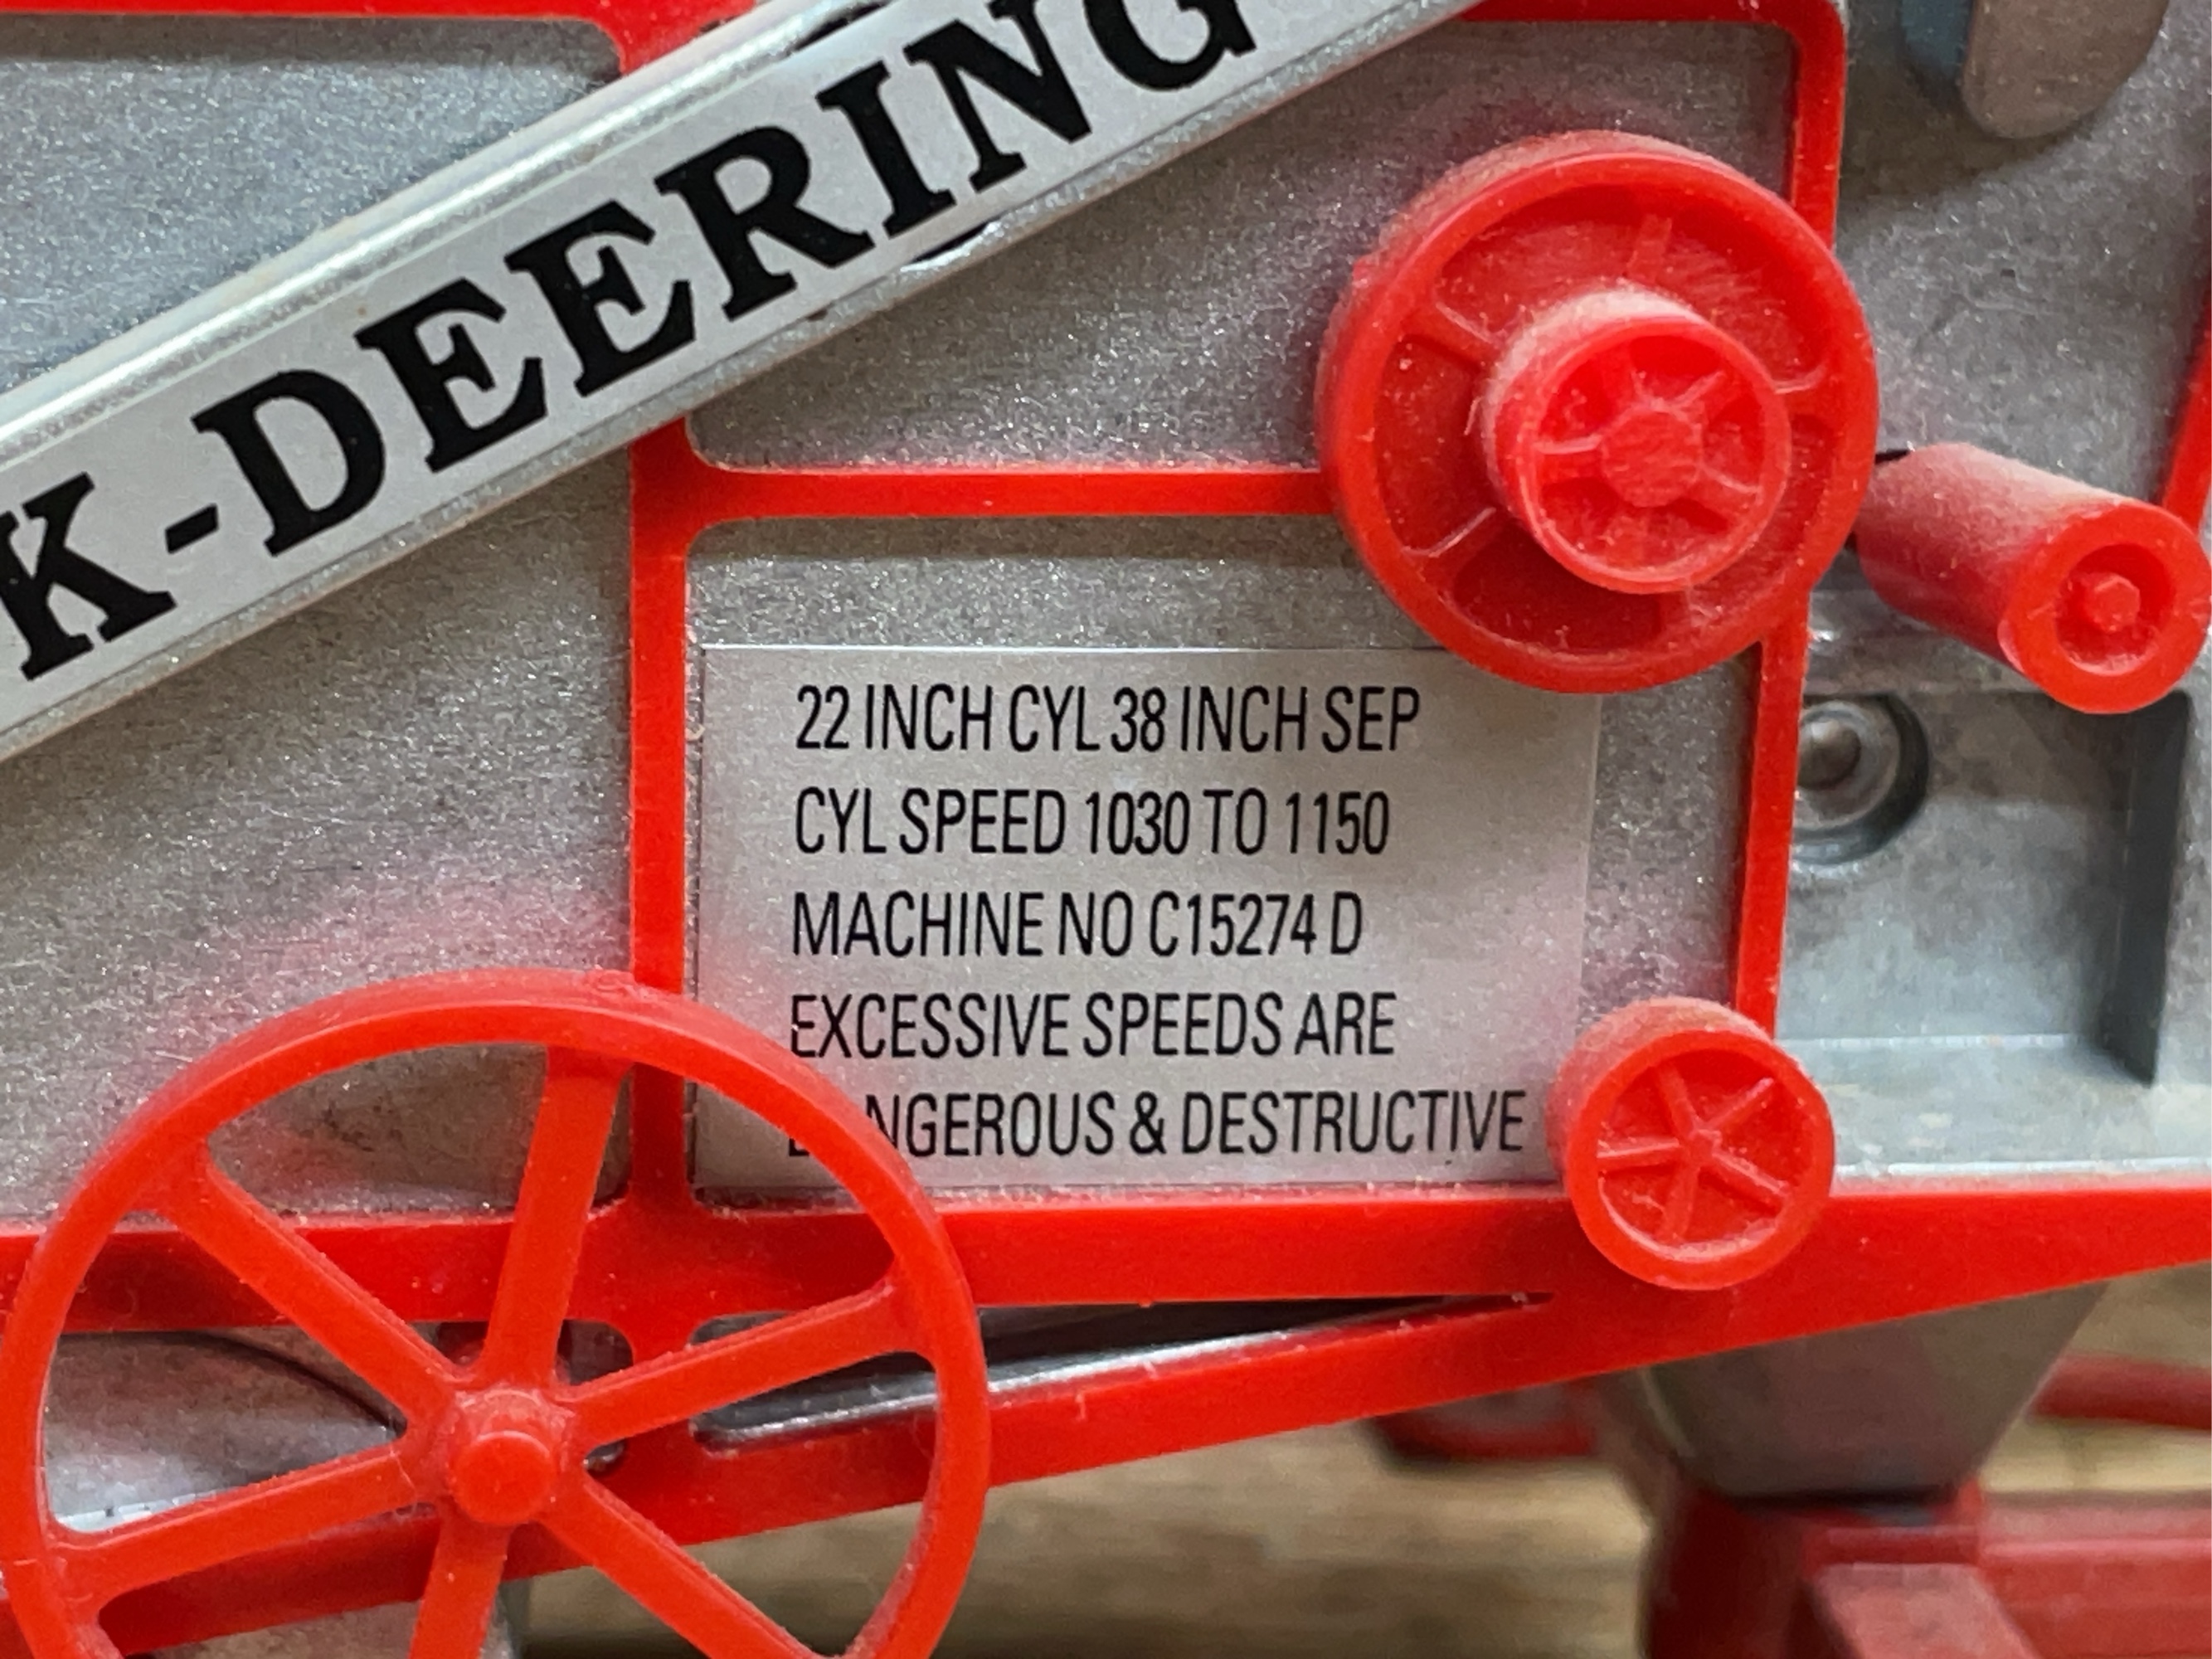 K-DEERING
22 INCH CYL 38 INCH SEP
CYL SPEED 1030 TO 1150
MACHINE NO C15274 D
EXCESSIVE SPEEDS ARE
DANGEROUS & DESTRUCTIVE